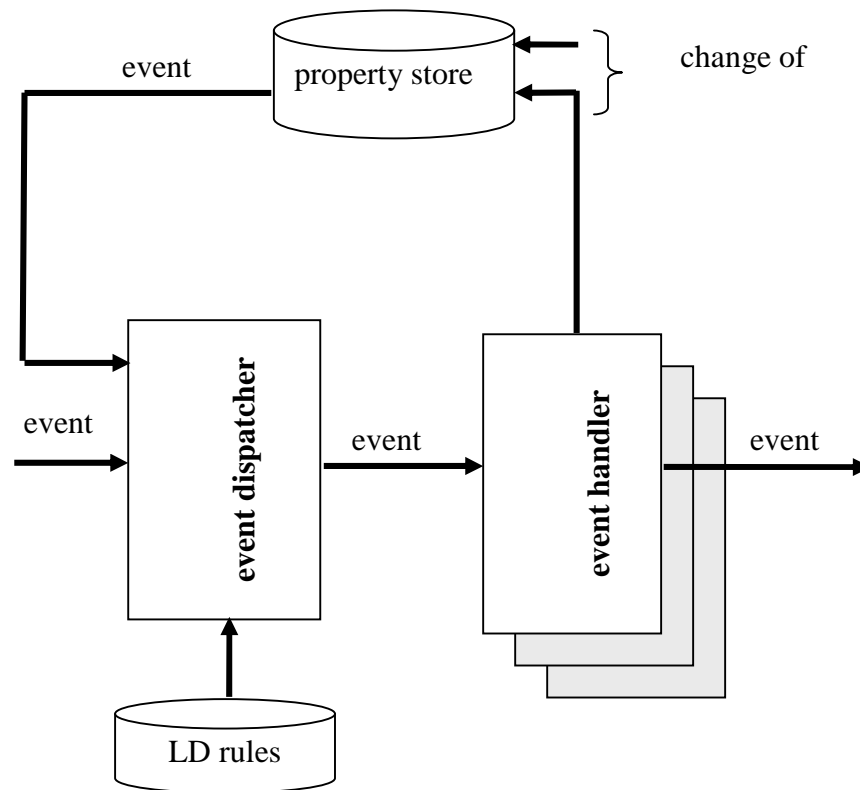 event
property store
change of
event dispatcher
event handler
event
event
event
LD rules